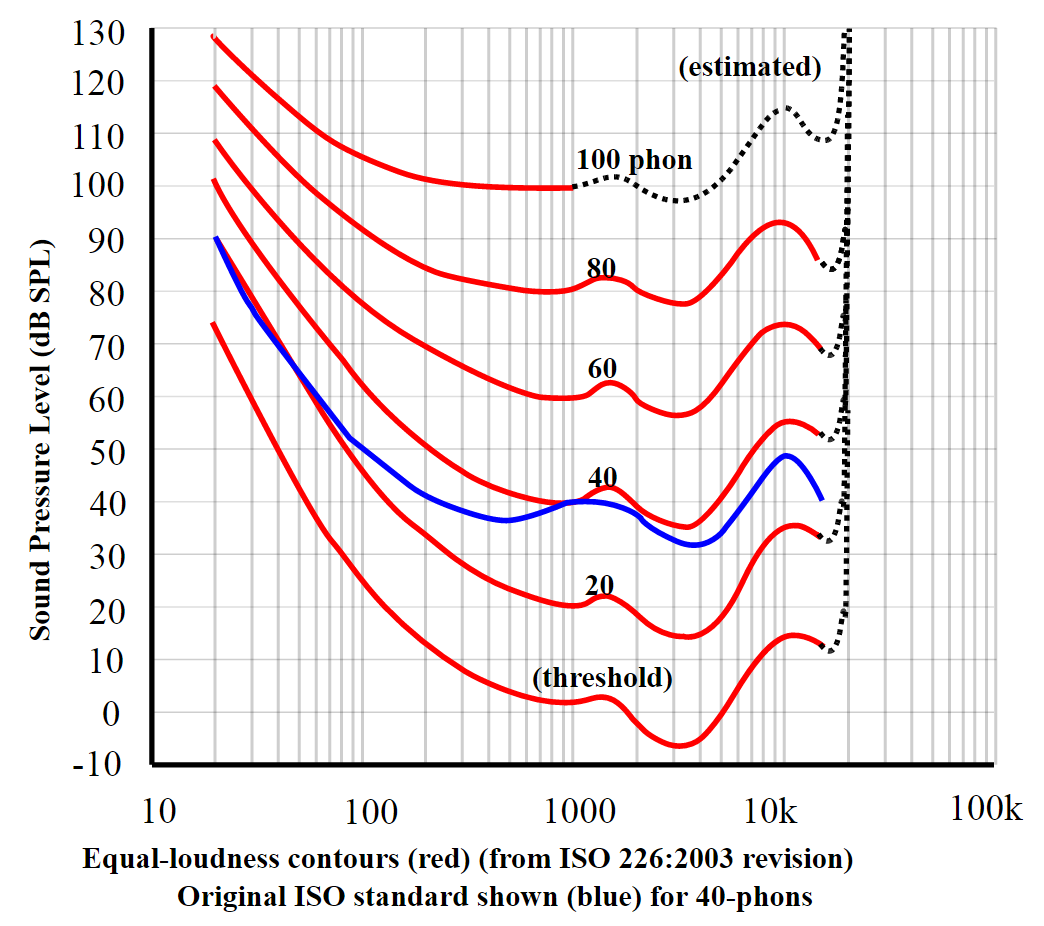 130
120
(estimated)
110
100 phon
100
90
80
80
70
60
60
50
40
40
30
20
20
10
(threshold)
0
-10
Sound Pressure Level (dB SPL)
10 100 1000 10k 100k
Equal-loudness contours (red) (from ISO 226:2003 revision)
Original ISO standard shown (blue) for 40-phons